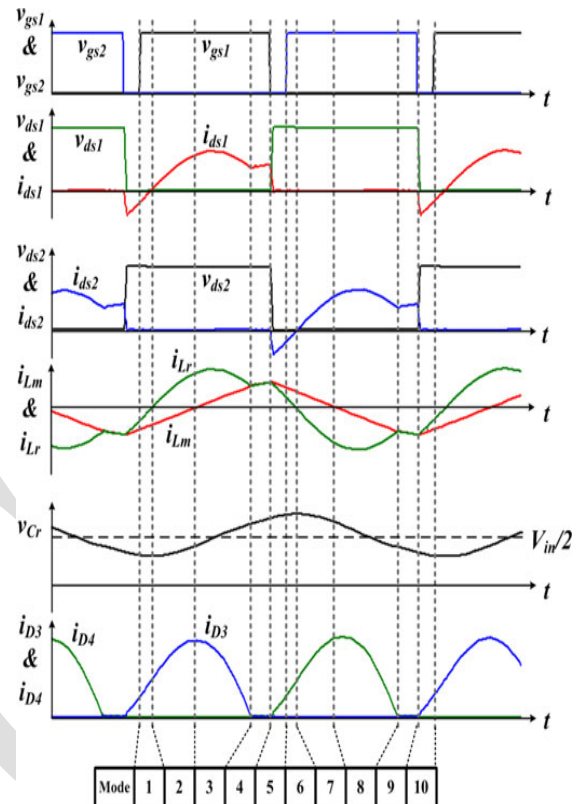 vgs1
&
vgs2
vgs2
vgs1
t
vds1
&
ids1
vds1
ids1
t
vds2
&
ids2
ids2
vds2
t
iLm
&
iLr
iLr
iLm
t
vCr
Vin/2
t
iD3
&
iD4
iD4
iD3
t
Mode 1 2 3 4 5 6 7 8 9 10